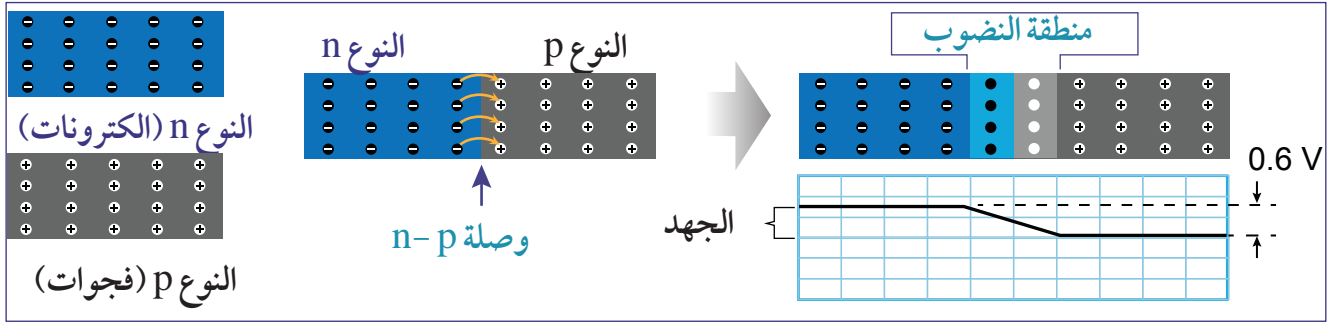 النوع n (الكترونات)
النوع p (فجوات)
النوع n
النوع p
وصلة n-p
منطقة النضوب
0.6 V
الجهد